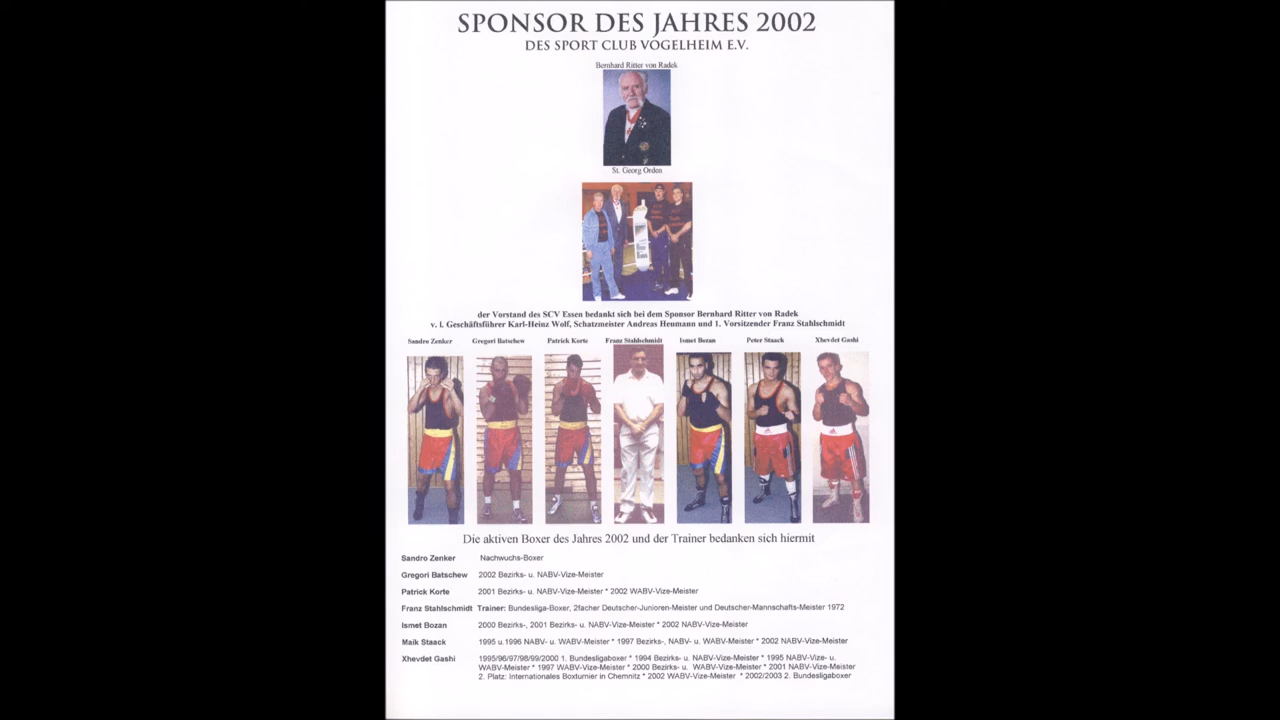 SPONSOR DES JAHRES 2002
DES SPORT CLUB VOGELHEIM E.V.
Bernhard Ritter von Radek
St. Georg Orden
der Vorstand des SCV Essen bedankt sich bei dem Sponsor Bernhard Ritter von Radek
v. l. Geschäftsführer Karl-Heinz Wolf, Schatzmeister Andreas Heumann und 1. Vorsitzender Franz Stahlschmidt
Sandro Zenker Gregori Batschew Patrick Korte Franz Stahlschmidt Ismet Bozan Peter Staack Xhevdet Gashi
Die aktiven Boxer des Jahres 2002 und der Trainer bedanken sich hiermit
Sandro Zenker Nachwuchs-Boxer
Gregori Batschew 2002 Bezirks- u. NABV-Vize-Meister
Patrick Korte 2001 Bezirks- u. NABV-Vize-Meister * 2002 WABV-Vize-Meister
Franz Stahlschmidt Trainer: Bundesliga-Boxer, 2facher Deutscher-Junioren-Meister und Deutscher-Mannschafts-Meister 1972
Ismet Bozan 2000 Bezirks-, 2001 Bezirks- u. NABV-Vize-Meister * 2002 NABV-Vize-Meister
Maik Staack 1995 u.1996 NABV- u. WABV-Meister * 1997 Bezirks-, NABV- u. WABV-Meister * 2002 NABV-Vize-Meister
Xhevdet Gashi 1995/96/97/98/99/2000 1. Bundesligaboxer * 1994 Bezirks- u. NABV-Vize-Meister * 1995 NABV-Vize- u.
WABV-Meister * 1997 WABV-Vize-Meister * 2000 Bezirks- u. WABV-Vize-Meister * 2001 NABV-Vize-Meister
2. Platz: Internationales Boxturnier in Chemnitz * 2002 WABV-Vize-Meister * 2002/2003 2. Bundesligaboxer